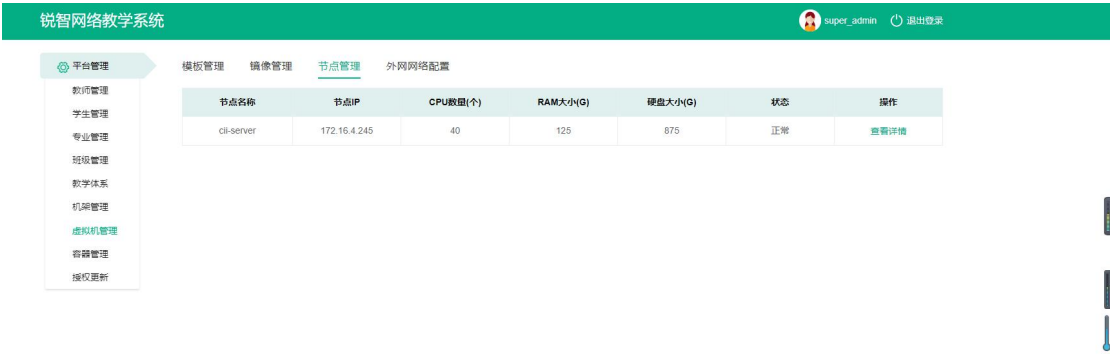 锐智网络教学系统 super_admin 退出登录
平台管理
教师管理
学生管理
专业管理
班级管理
教学体系
机架管理
虚拟机管理
容器管理
授权更新
模板管理 镜像管理 节点管理 外网网络配置
节点名称 节点IP CPU数量(个) RAM大小(G) 硬盘大小(G) 状态 操作
cii-server 172.16.4.245 40 125 875 正常 查看详情